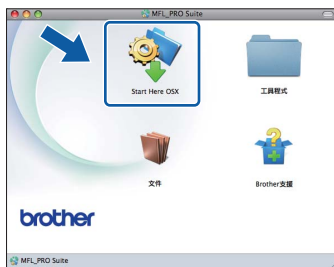 MFL_PRO Suite
Start Here OSX
工具程式
文件
Brother支援
brother
MFL_PRO Suite